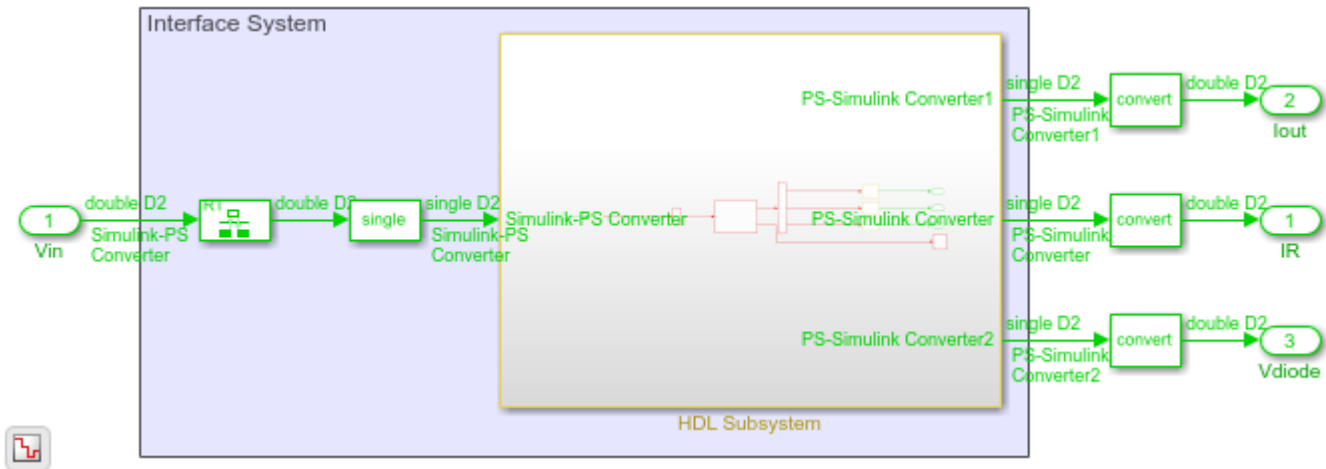 Interface System
PS-Simulink Converter1
single D2
PS-Simulink
Converter1
convert
double D2
2
Iout
1
Vin
double D2
Simulink-PS
Converter
RT
double D2
single
single D2
Simulink-PS
Converter
Simulink-PS Converter
PS-Simulink Converter
single D2
PS-Simulink
Converter
convert
double D2
1
IR
PS-Simulink Converter2
single D2
PS-Simulink
Converter2
convert
double D2
3
Vdiode
HDL Subsystem